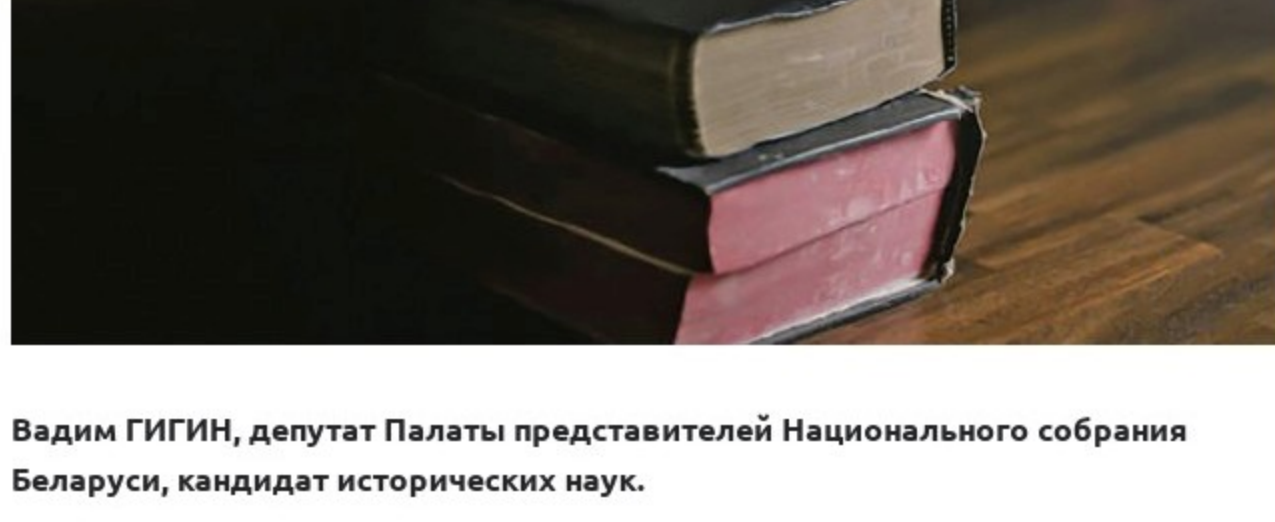 Вадим ГИГИН, депутат Палаты представителей Национального собрания
Беларуси, кандидат исторических наук.